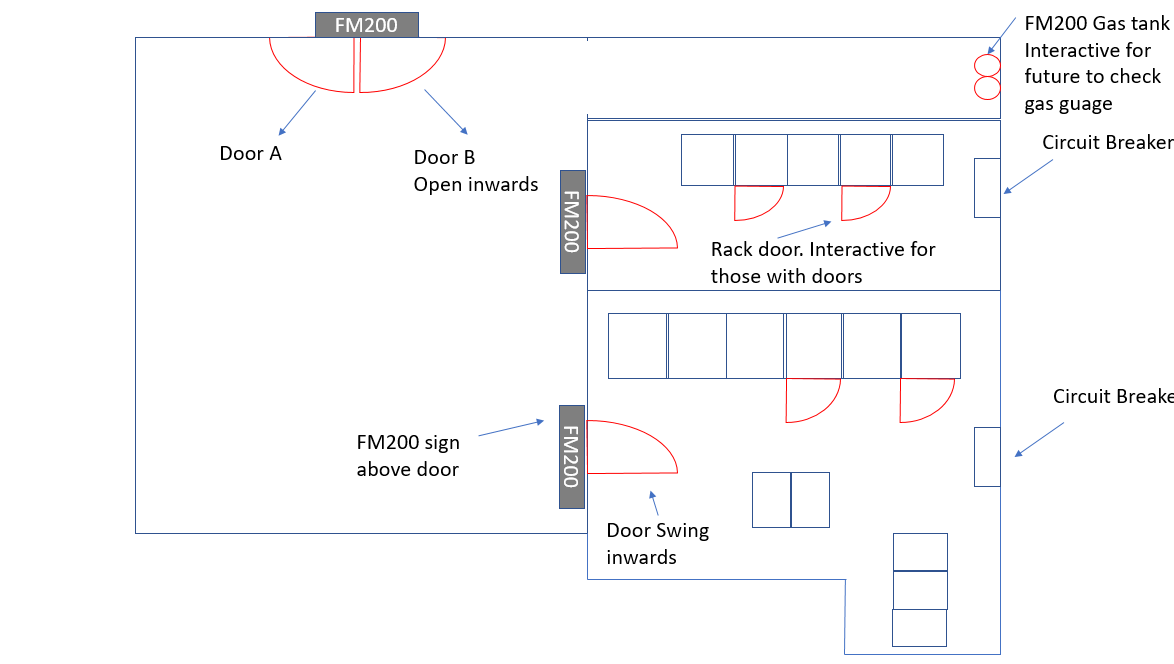 FM200
FM200 Gas tank
Interactive for
future to check
gas guage
Circuit Breaker
Door A
Door B
Open inwards
FM200
Rack door. Interactive for
those with doors
Circuit Breake
FM200 sign
above door
FM200
Door Swing
inwards